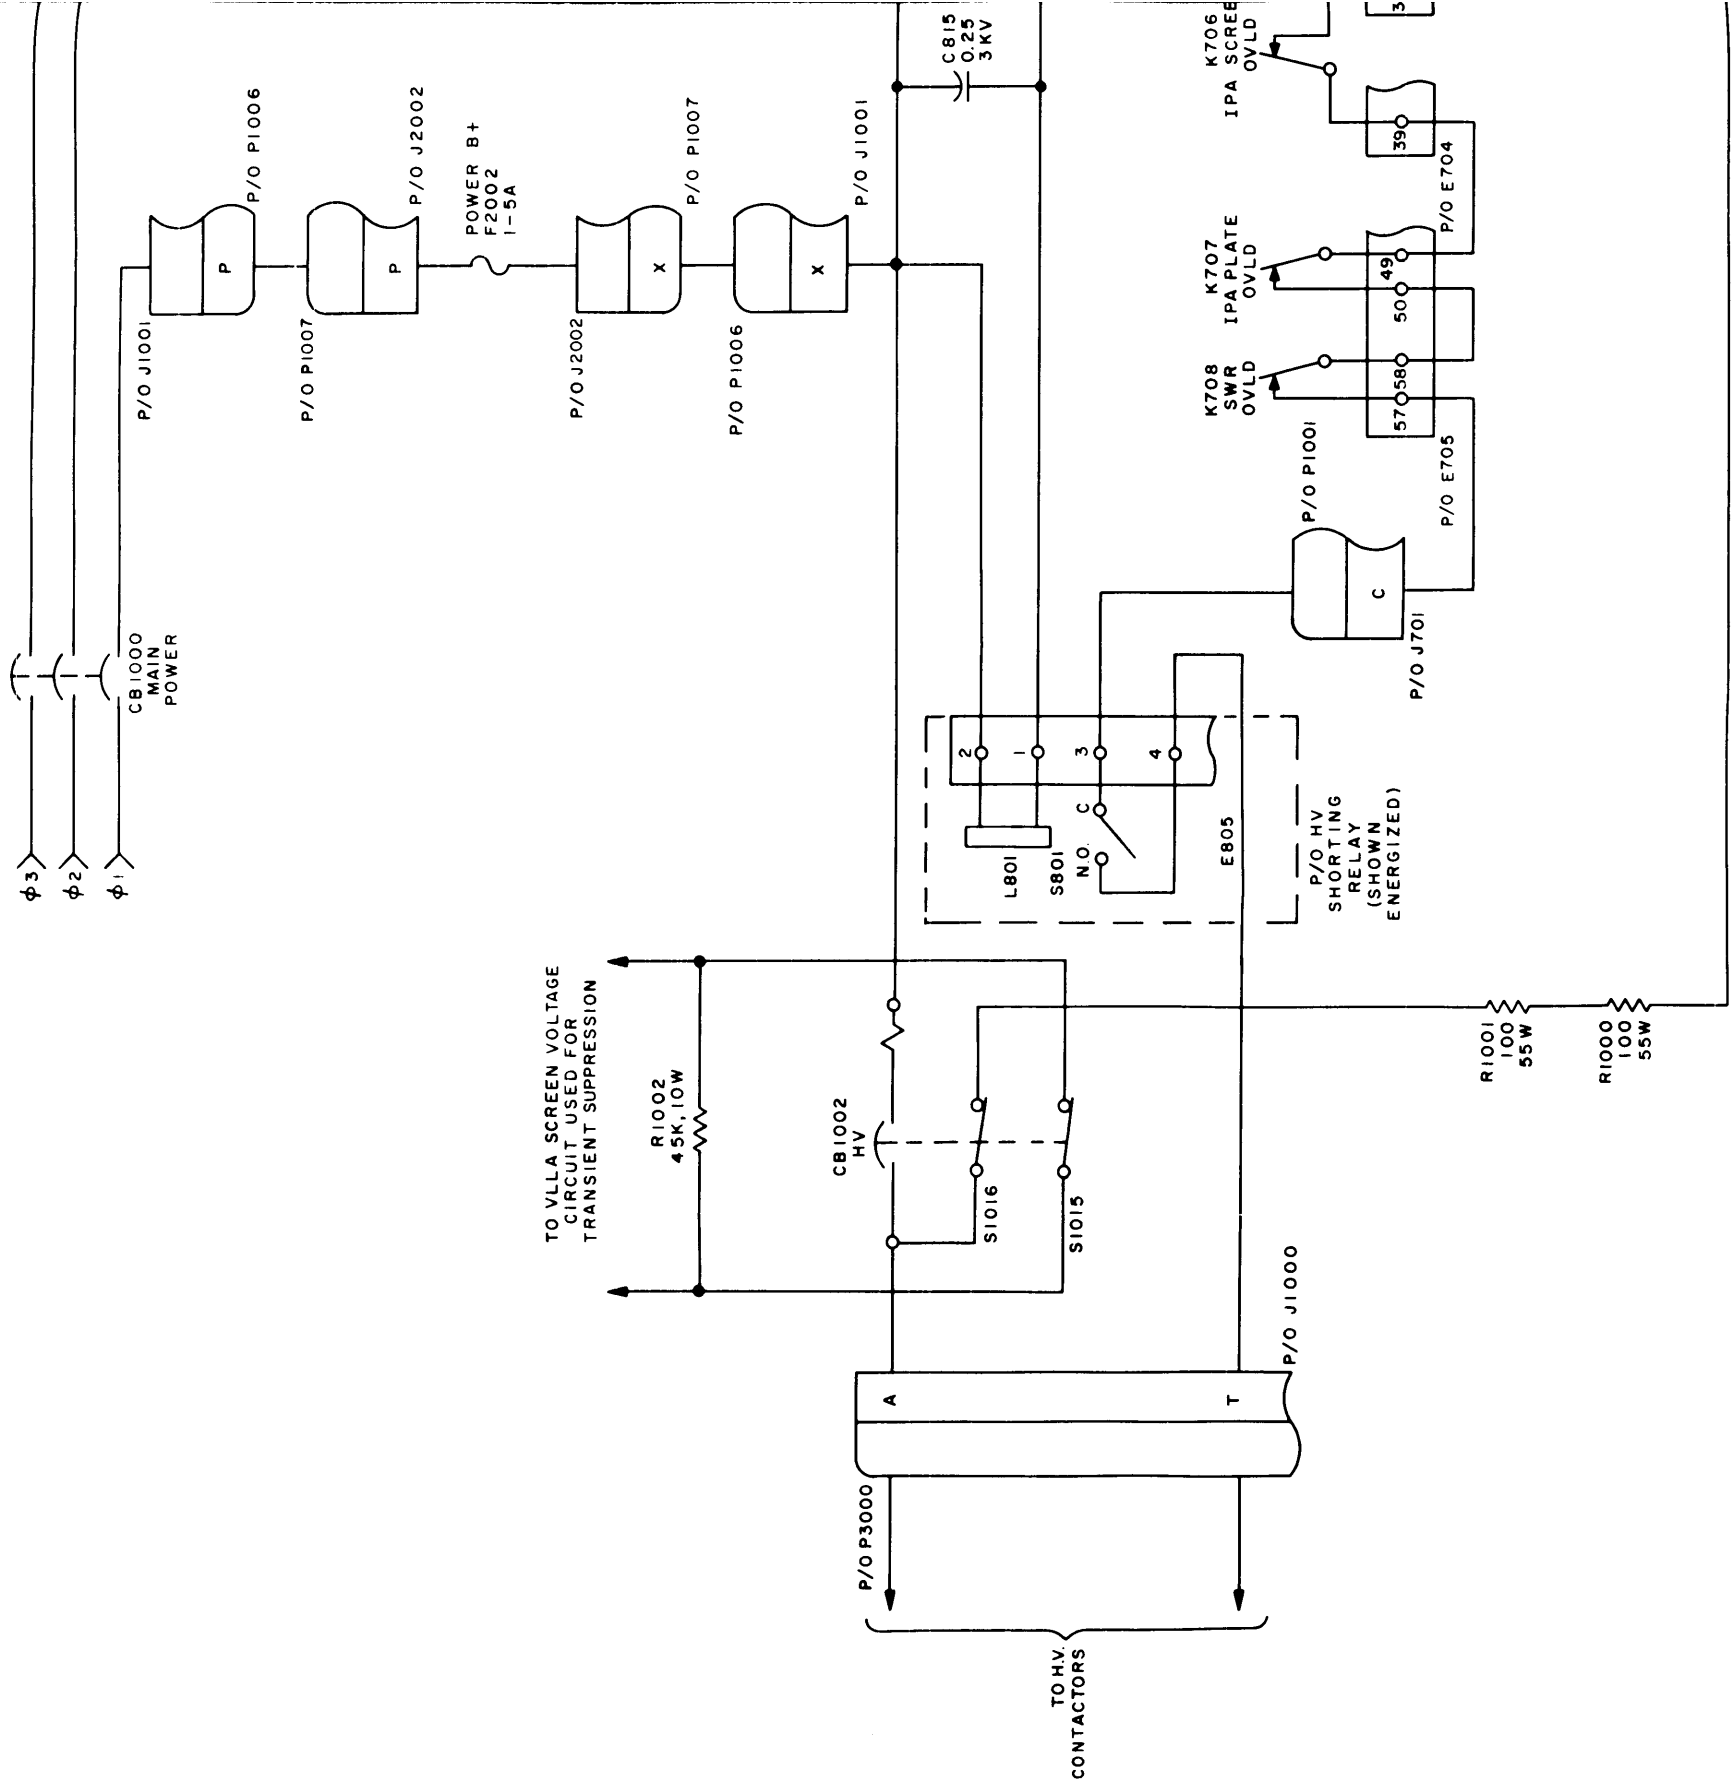 φ3
φ2
φ1
CB1000
MAIN
POWER
P/O J1001
P
P/O P1006
P/O P1007
P
P/O J2002
POWER B+
F2002
1-5A
P/O J2002
X
P/O P1007
P/O P1006
X
P/O J1001
C815
0.25
3KV
TO VLLA SCREEN VOLTAGE
CIRCUIT USED FOR
TRANSIENT SUPPRESSION
R1002
45K, 10W
CB1002
HV
S1016
S1015
2
1
3
4
L801
S801
N.O.
C
E805
P/O HV
SHORTING
RELAY
(SHOWN
ENERGIZED)
K708
SWR
OVLD
K707
IPA PLATE
OVLD
K706
IPA SCREE
OVLD
P/O P1001
C
P/O J701
57
58
50
49
39
3
P/O E705
P/O E704
R1001
100
55W
R1000
100
55W
P/O P3000
A
T
P/O J1000
TO H.V.
CONTACTORS